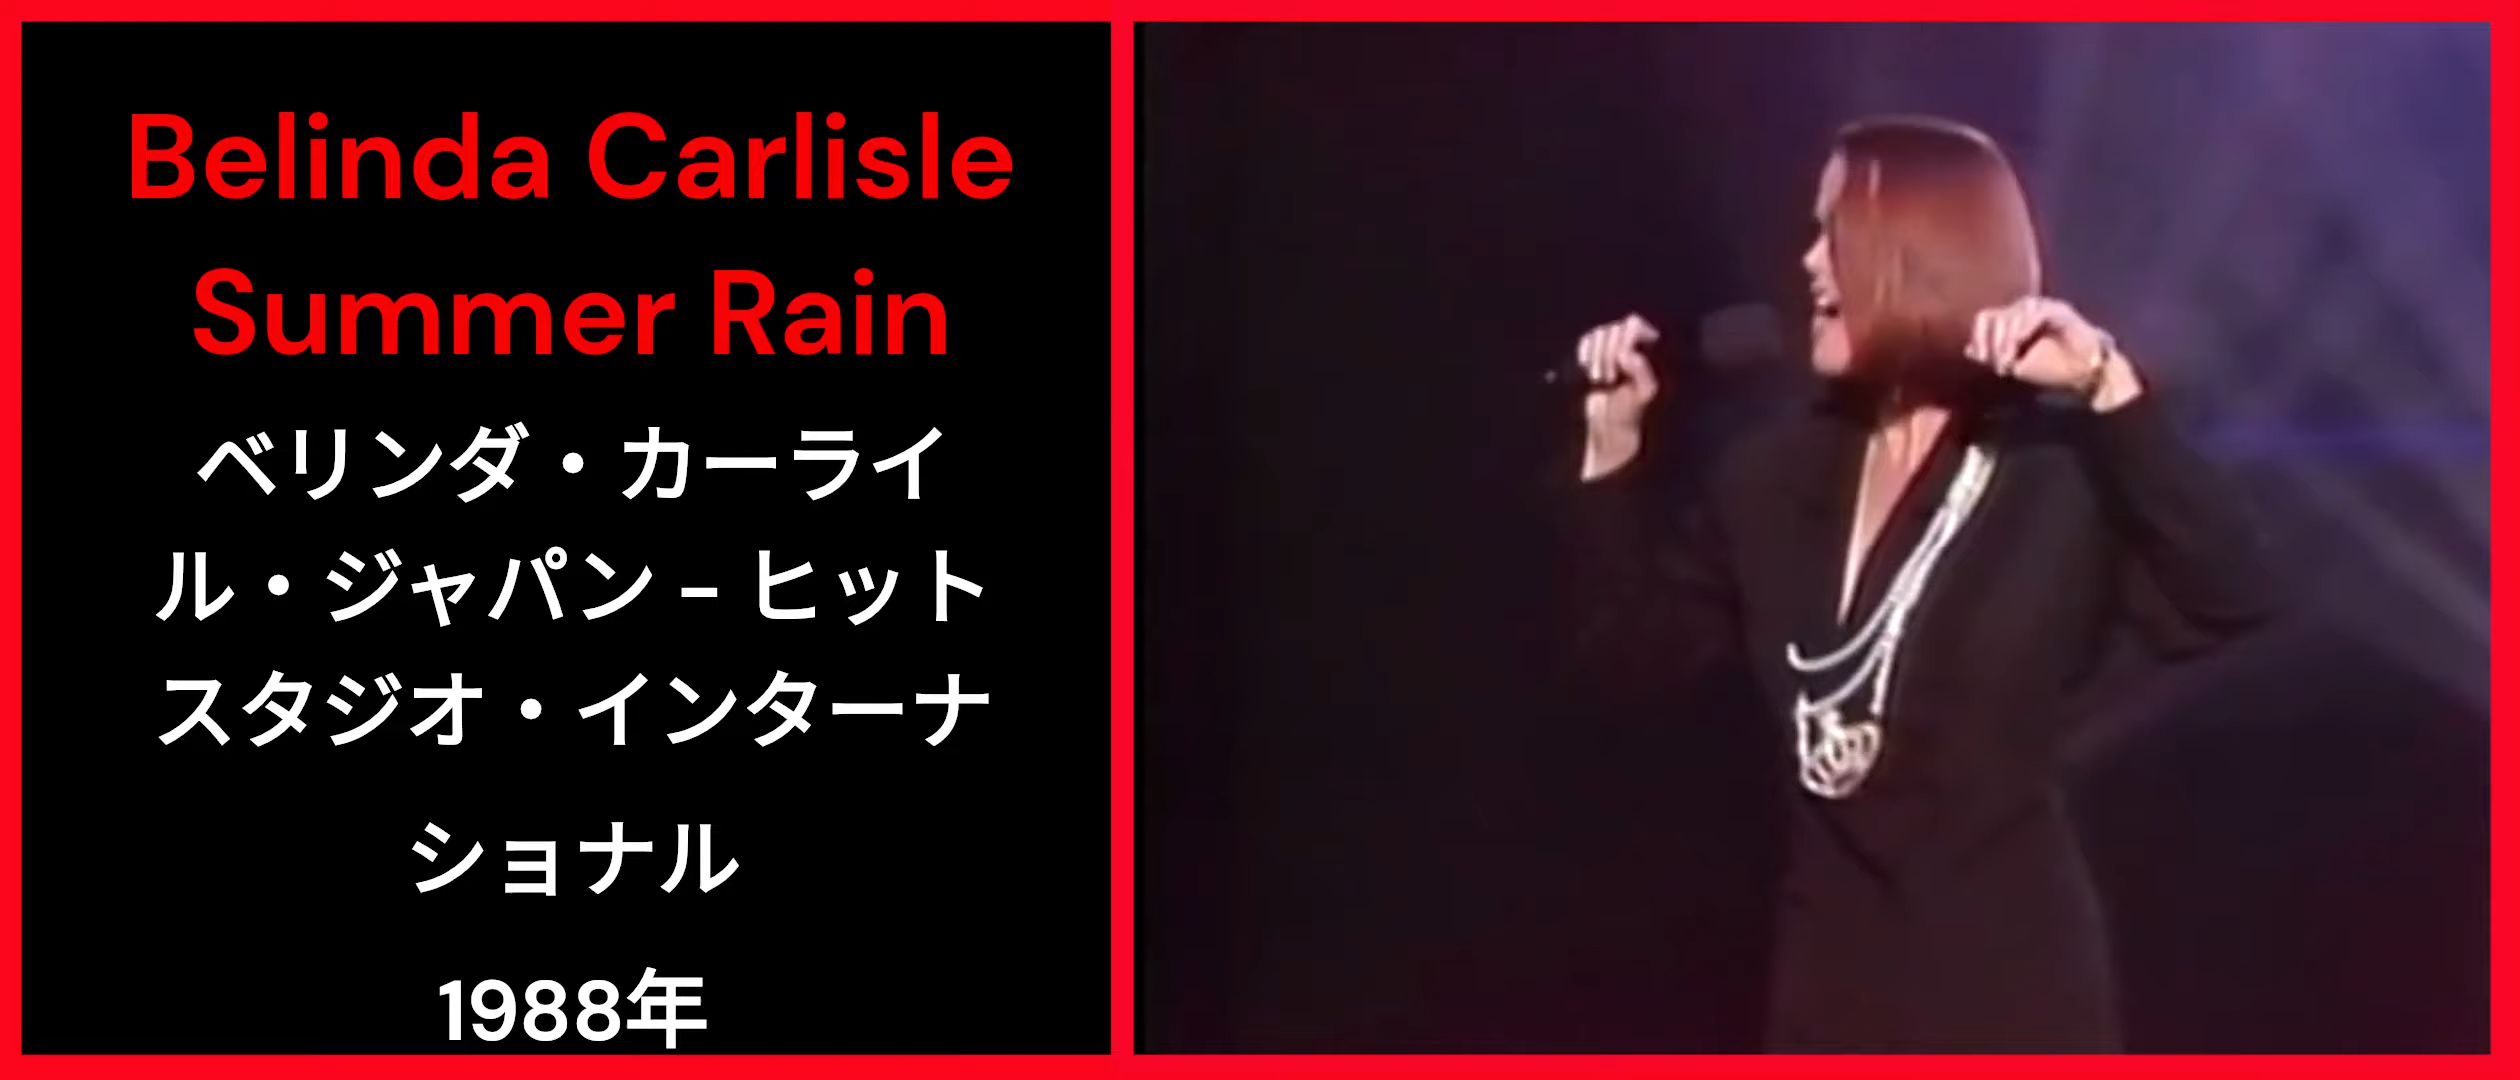 Belinda Carlisle
Summer Rain
ベリンダ・カーライ
ル・ジャパン – ヒット
スタジオ・インターナ
ショナル
1988年